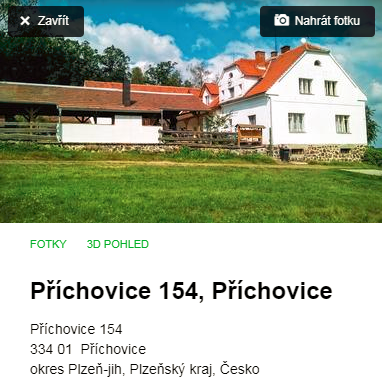 Zavřít
Nahrát fotku
FOTKY 3D POHLED
Příchovice 154, Příchovice
Příchovice 154
334 01 Příchovice
okres Plzeň-jih, Plzeňský kraj, Česko